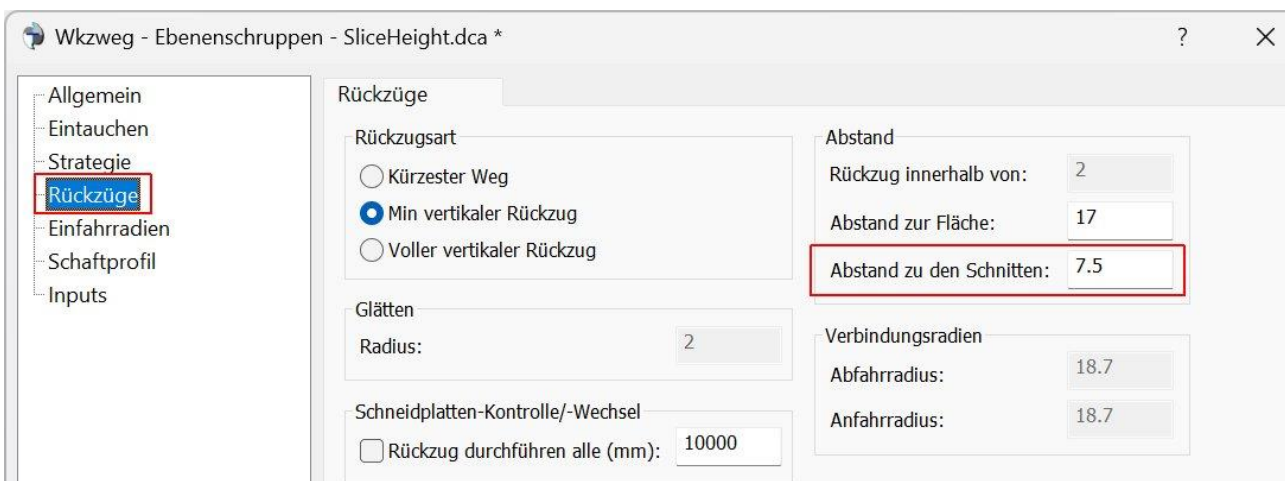 Wkzweg - Ebenenschruppen - SliceHeight.dca *
?
Allgemein
Eintauchen
Strategie
Rückzüge
Einfahrradien
Schaftprofil
Inputs
Rückzüge
Rückzugsart
Kürzester Weg
Min vertikaler Rückzug
Voller vertikaler Rückzug
Glätten
Radius: 2
Schneidplatten-Kontrolle/-Wechsel
Rückzug durchführen alle (mm): 10000
Abstand
Rückzug innerhalb von: 2
Abstand zur Fläche: 17
Abstand zu den Schnitten: 7.5
Verbindungsradien
Abfahrradius: 18.7
Anfahrradius: 18.7